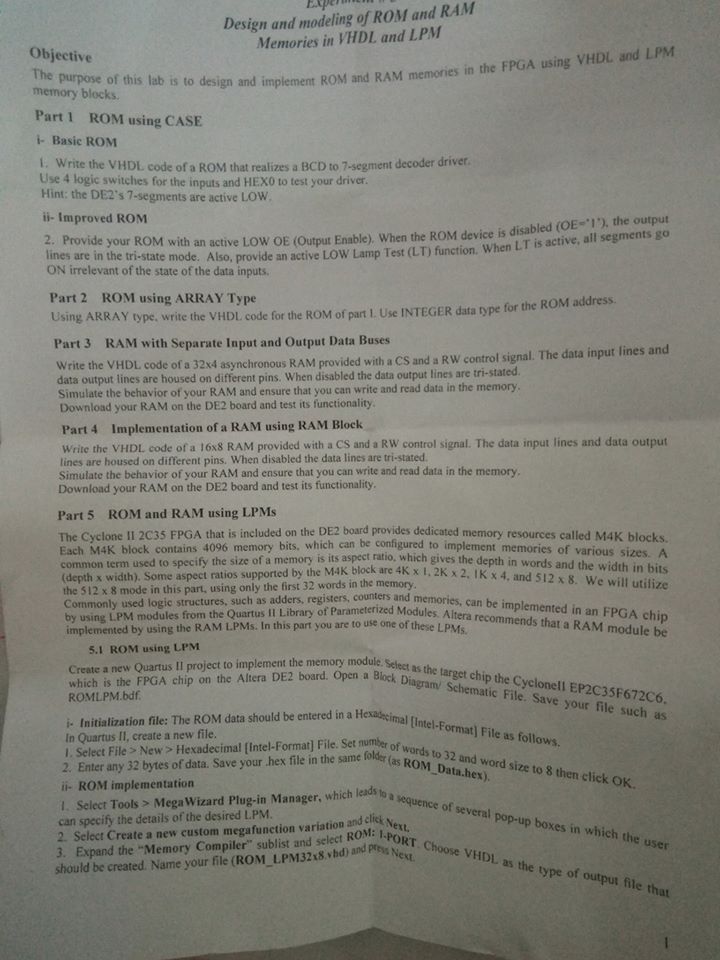 Design and modeling of ROM and RAM
Memories in VHDL and LPM
Objective
The purpose of this lab is to design and implement ROM and RAM memories in the FPGA using VHDL and LPM
memory blocks.
Part 1 ROM using CASE
i- Basic ROM
1. Write the VHDL code of a ROM that realizes a BCD to 7-segment decoder driver.
Use 4 logic switches for the inputs and HEX0 to test your driver.
Hint: the DE2's 7-segments are active LOW.
ii- Improved ROM
2. Provide your ROM with an active LOW OE (Output Enable). When the ROM device is disabled (OE='1'), the output
lines are in the tri-state mode. Also, provide an active LOW Lamp Test (LT) function. When LT is active, all segments go
ON irrelevant of the state of the data inputs.
Part 2 ROM using ARRAY Type
Using ARRAY type, write the VHDL code for the ROM of part I. Use INTEGER data type for the ROM address.
Part 3 RAM with Separate Input and Output Data Buses
Write the VHDL code of a 32x4 asynchronous RAM provided with a CS and a RW control signal. The data input lines and
data output lines are housed on different pins. When disabled the data output lines are tri-stated.
Simulate the behavior of your RAM and ensure that you can write and read data in the memory.
Download your RAM on the DE2 board and test its functionality.
Part 4 Implementation of a RAM using RAM Block
Write the VHDL code of a 16x8 RAM provided with a CS and a RW control signal. The data input lines and data output
lines are housed on different pins. When disabled the data lines are tri-stated.
Simulate the behavior of your RAM and ensure that you can write and read data in the memory.
Download your RAM on the DE2 board and test its functionality.
Part 5 ROM and RAM using LPMs
The Cyclone II 2C35 FPGA that is included on the DE2 board provides dedicated memory resources called M4K blocks.
Each M4K block contains 4096 memory bits, which can be configured to implement memories of various sizes. A
common term used to specify the size of a memory is its aspect ratio, which gives the depth in words and the width in bits
(depth x width). Some aspect ratios supported by the M4K block are 4K x 1, 2K x 2, 1K x 4, and 512 x 8. We will utilize
the 512 x 8 mode in this part, using only the first 32 words in the memory.
Commonly used logic structures, such as adders, registers, counters and memories, can be implemented in an FPGA chip
by using LPM modules from the Quartus II Library of Parameterized Modules. Altera recommends that a RAM module be
implemented by using the RAM LPMs. In this part you are to use one of these LPMs.
5.1 ROM using LPM
Create a new Quartus II project to implement the memory module. Select as the target chip the CycloneII EP2C35F672C6,
which is the FPGA chip on the Altera DE2 board. Open a Block Diagram/ Schematic File. Save your file such as
ROMLPM.bdf.
i- Initialization file: The ROM data should be entered in a Hexadecimal [Intel-Format] File as follows.
In Quartus II, create a new file.
1. Select File > New > Hexadecimal [Intel-Format] File. Set number of words to 32 and word size to 8 then click OK.
2. Enter any 32 bytes of data. Save your .hex file in the same folder (as ROM_Data.hex).
ii- ROM implementation
1. Select Tools > MegaWizard Plug-in Manager, which leads to a sequence of several pop-up boxes in which the user
can specify the details of the desired LPM.
2. Select Create a new custom megafunction variation and click Next.
3. Expand the "Memory Compiler" sublist and select ROM: 1-PORT. Choose VHDL as the type of output file that
should be created. Name your file (ROM_LPM32x8.vhd) and press Next.
1